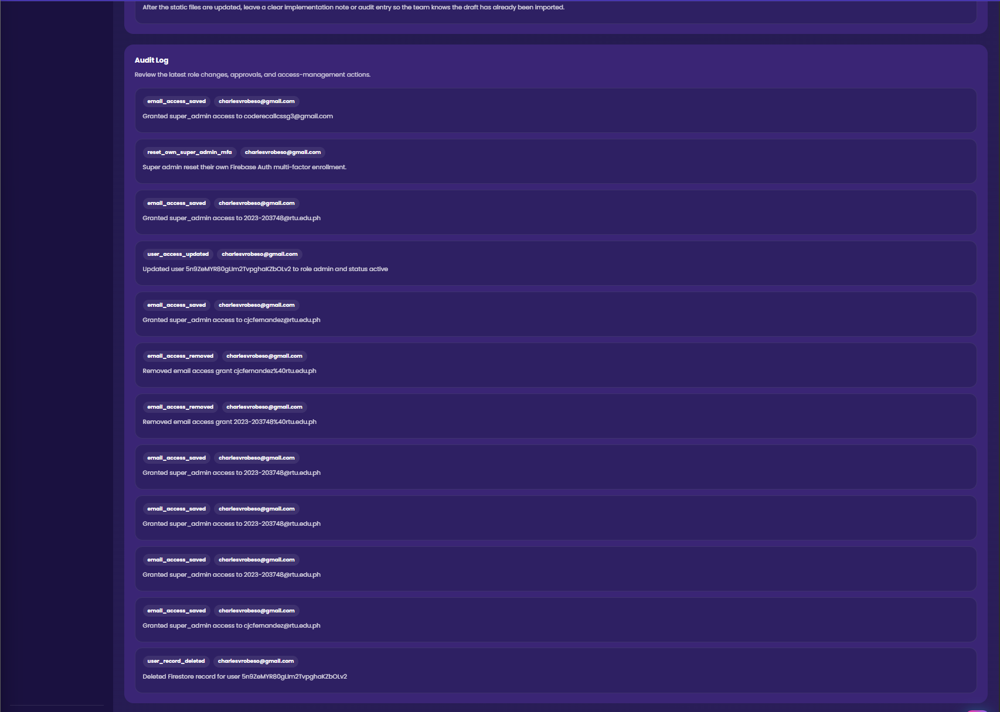 After the static files are updated, leave a clear implementation note or audit entry so the team knows the draft has already been imported.
Audit Log
Review the latest role changes, approvals, and access-management actions.
email_access_saved charlesvrobeso@gmail.com
Granted super_admin access to coderecallcssg3@gmail.com
reset_own_super_admin_mfa charlesvrobeso@gmail.com
Super admin reset their own Firebase Auth multi-factor enrollment.
email_access_saved charlesvrobeso@gmail.com
Granted super_admin access to 2023-203748@rtu.edu.ph
user_access_updated charlesvrobeso@gmail.com
Updated user 5n9ZeMYR80gLIm2TvpghaKZbOLv2 to role admin and status active
email_access_saved charlesvrobeso@gmail.com
Granted super_admin access to cjcfernandez@rtu.edu.ph
email_access_removed charlesvrobeso@gmail.com
Removed email access grant cjcfernandez%40rtu.edu.ph
email_access_removed charlesvrobeso@gmail.com
Removed email access grant 2023-203748%40rtu.edu.ph
email_access_saved charlesvrobeso@gmail.com
Granted super_admin access to 2023-203748@rtu.edu.ph
email_access_saved charlesvrobeso@gmail.com
Granted super_admin access to 2023-203748@rtu.edu.ph
email_access_saved charlesvrobeso@gmail.com
Granted super_admin access to 2023-203748@rtu.edu.ph
email_access_saved charlesvrobeso@gmail.com
Granted super_admin access to cjcfernandez@rtu.edu.ph
user_record_deleted charlesvrobeso@gmail.com
Deleted Firestore record for user 5n9ZeMYR80gLIm2TvpghaKZbOLv2